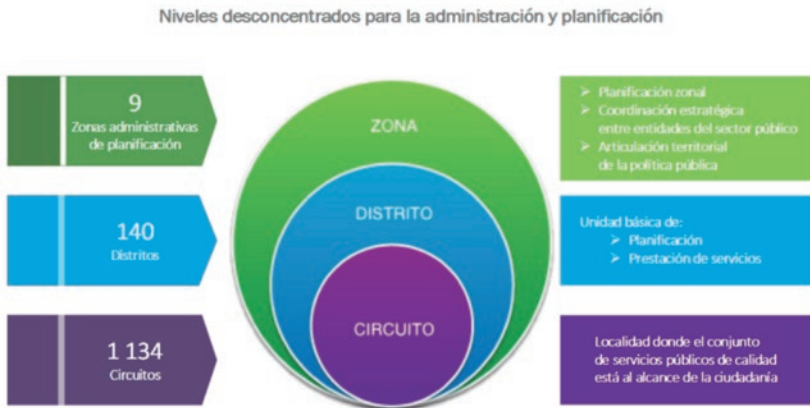 Niveles desconcentrados para la administración y planificación
9
Zonas administrativas
de planificación
ZONA
➢ Planificación zonal
➢ Coordinación estratégica
entre entidades del sector público
➢ Articulación territorial
de la política pública
140
Distritos
DISTRITO
Unidad básica de:
➢ Planificación
➢ Prestación de servicios
1 134
Circuitos
CIRCUITO
Localidad donde el conjunto
de servicios públicos de calidad
está al alcance de la ciudadanía